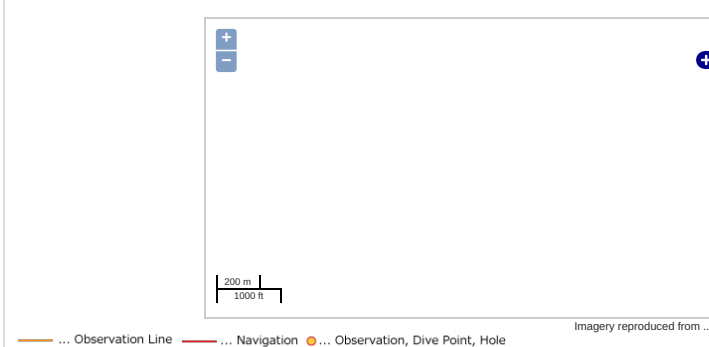 +
−
200 m
1000 ft
Imagery reproduced from ..
... Observation Line ... Navigation ... Observation, Dive Point, Hole